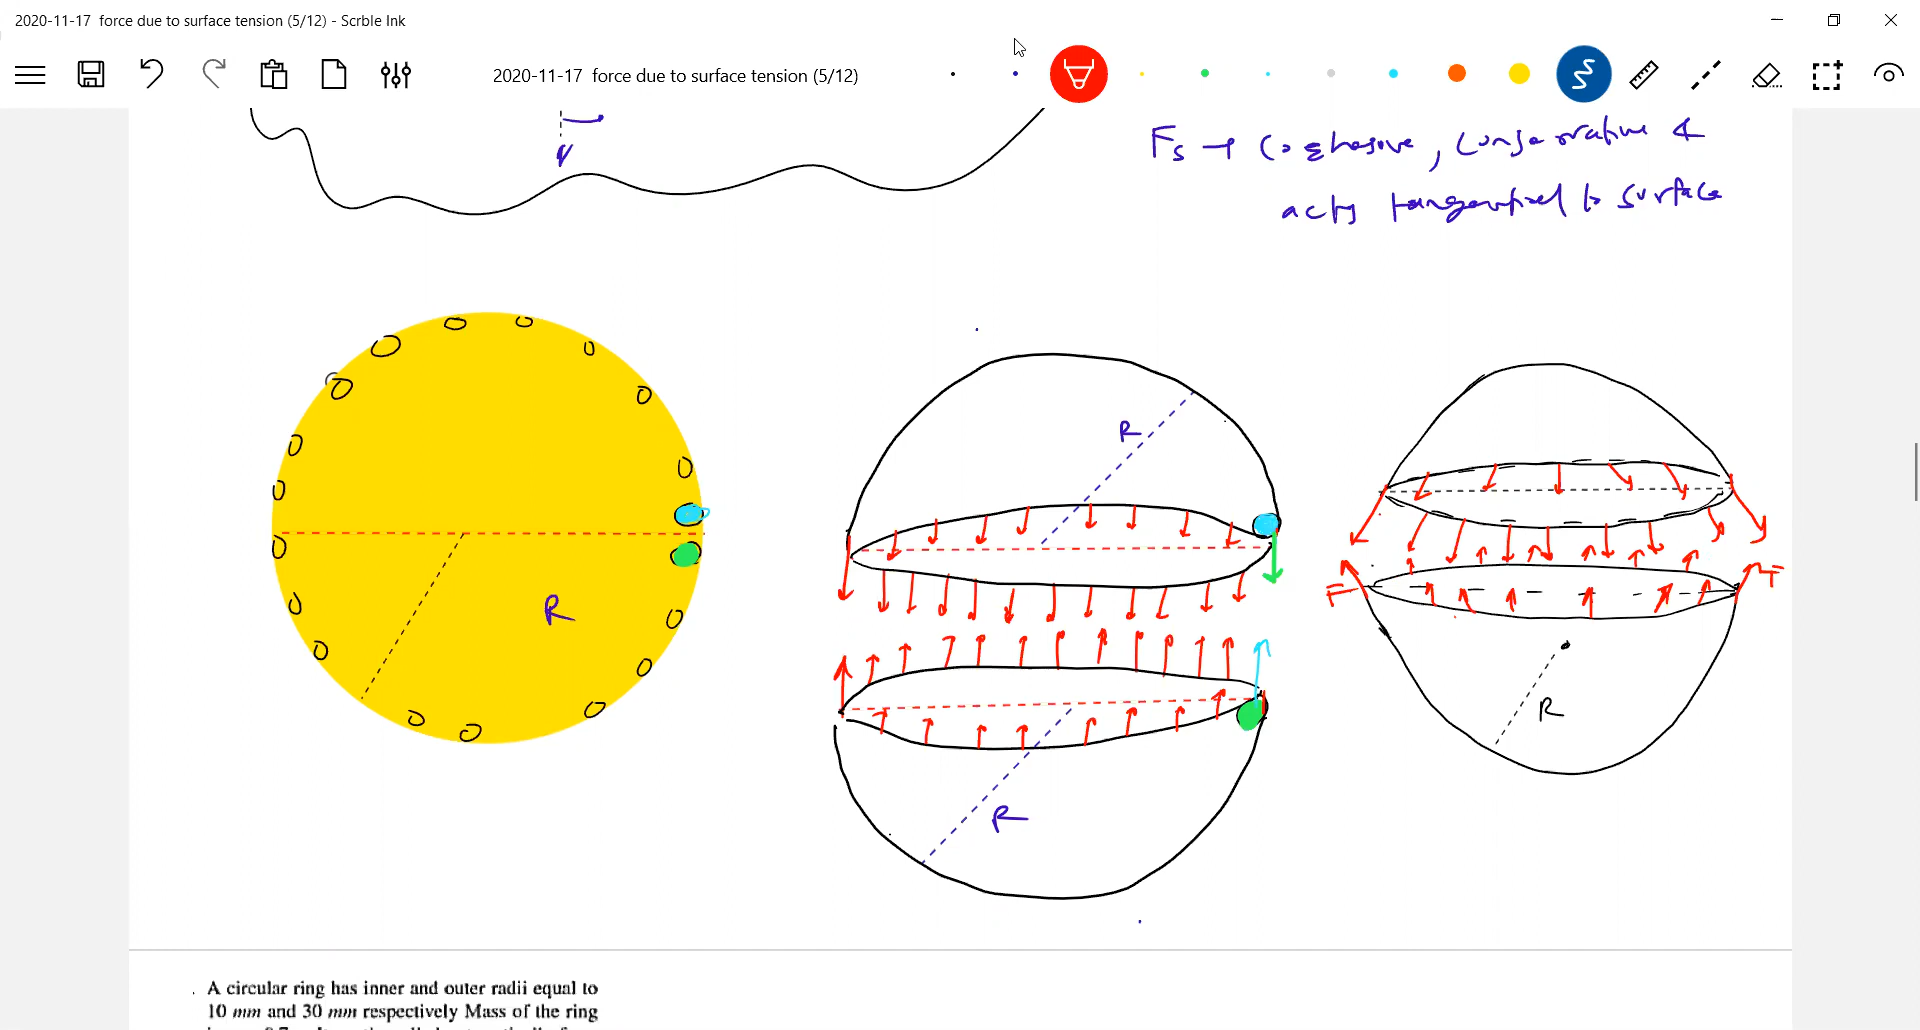 2020-11-17 force due to surface tension (5/12) - Scrble Ink
2020-11-17 force due to surface tension (5/12)
Fs → Cohesive, conservative &
acts tangential to surface
R
R
R
R
F
F
A circular ring has inner and outer radii equal to
10 mm and 30 mm respectively Mass of the ring